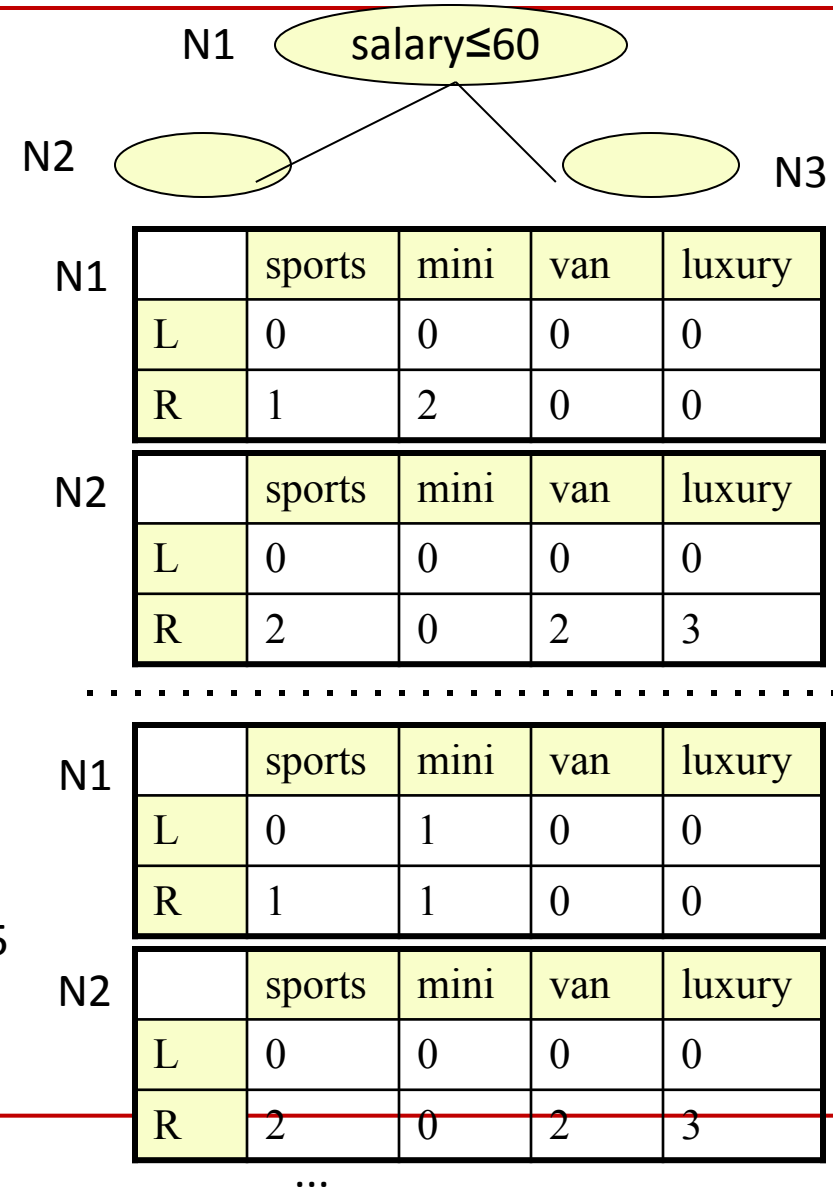 N1 salary≤60
N2 N3
N1 sports mini van luxury
L 0 0 0 0
R 1 2 0 0
N2 sports mini van luxury
L 0 0 0 0
R 2 0 2 3
N1 sports mini van luxury
L 0 1 0 0
R 1 1 0 0
5
N2 sports mini van luxury
L 0 0 0 0
R 2 0 2 3
...